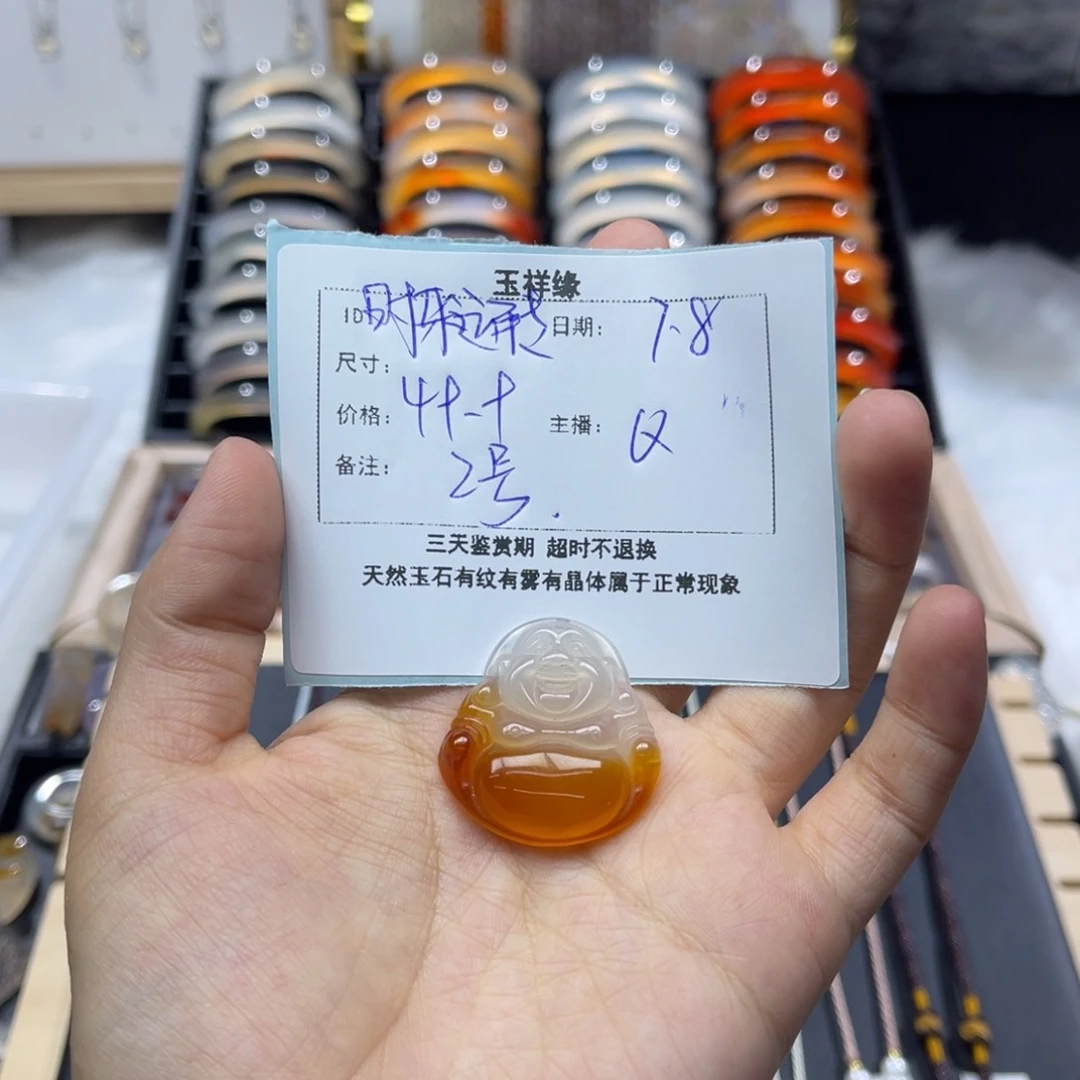 玉祥缘
ID 日期: 7.8
尺寸:
价格: 主播: Q
备注: 2号.
三天鉴赏期 超时不退换
天然玉石有纹有雾有晶体属于正常现象